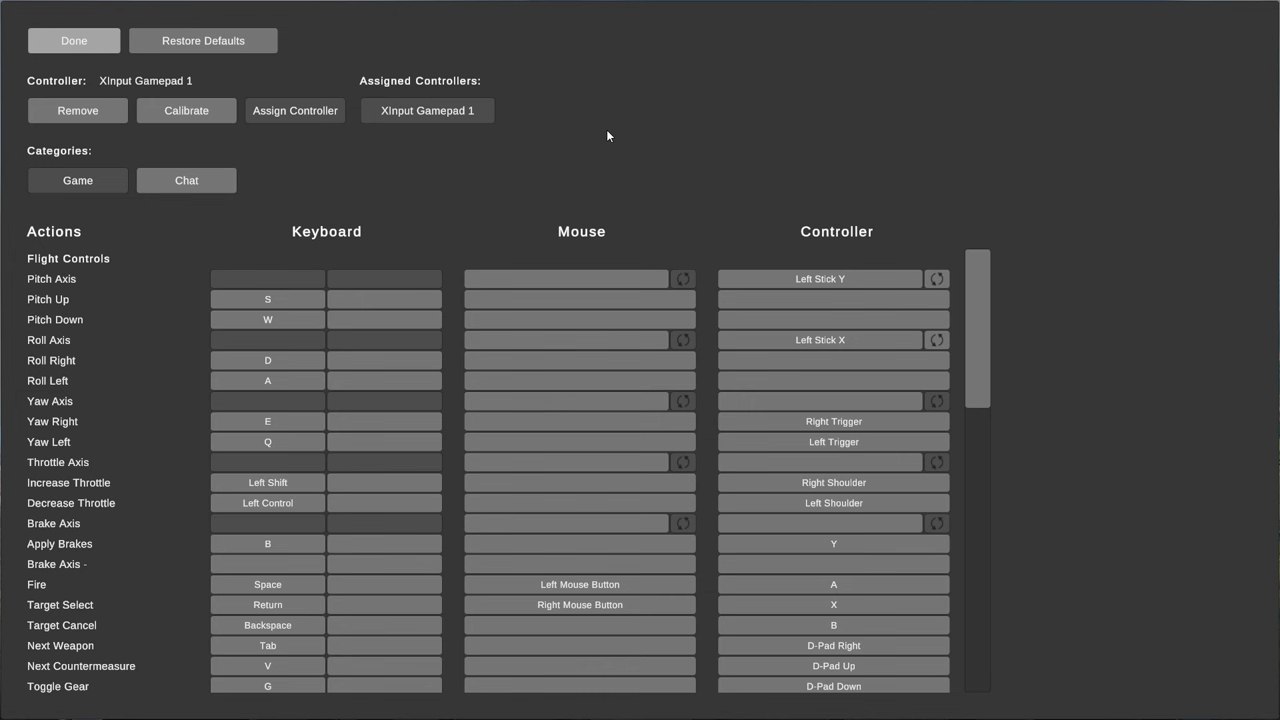 Done Restore Defaults
Controller: XInput Gamepad 1 Assigned Controllers:
Remove Calibrate Assign Controller XInput Gamepad 1
Categories:
Game Chat
Actions Keyboard Mouse Controller
Flight Controls
Pitch Axis Left Stick Y
Pitch Up S
Pitch Down W
Roll Axis Left Stick X
Roll Right D
Roll Left A
Yaw Axis
Yaw Right E Right Trigger
Yaw Left Q Left Trigger
Throttle Axis
Increase Throttle Left Shift Right Shoulder
Decrease Throttle Left Control Left Shoulder
Brake Axis
Apply Brakes B Y
Brake Axis -
Fire Space Left Mouse Button A
Target Select Return Right Mouse Button X
Target Cancel Backspace B
Next Weapon Tab D-Pad Right
Next Countermeasure V D-Pad Up
Toggle Gear G D-Pad Down